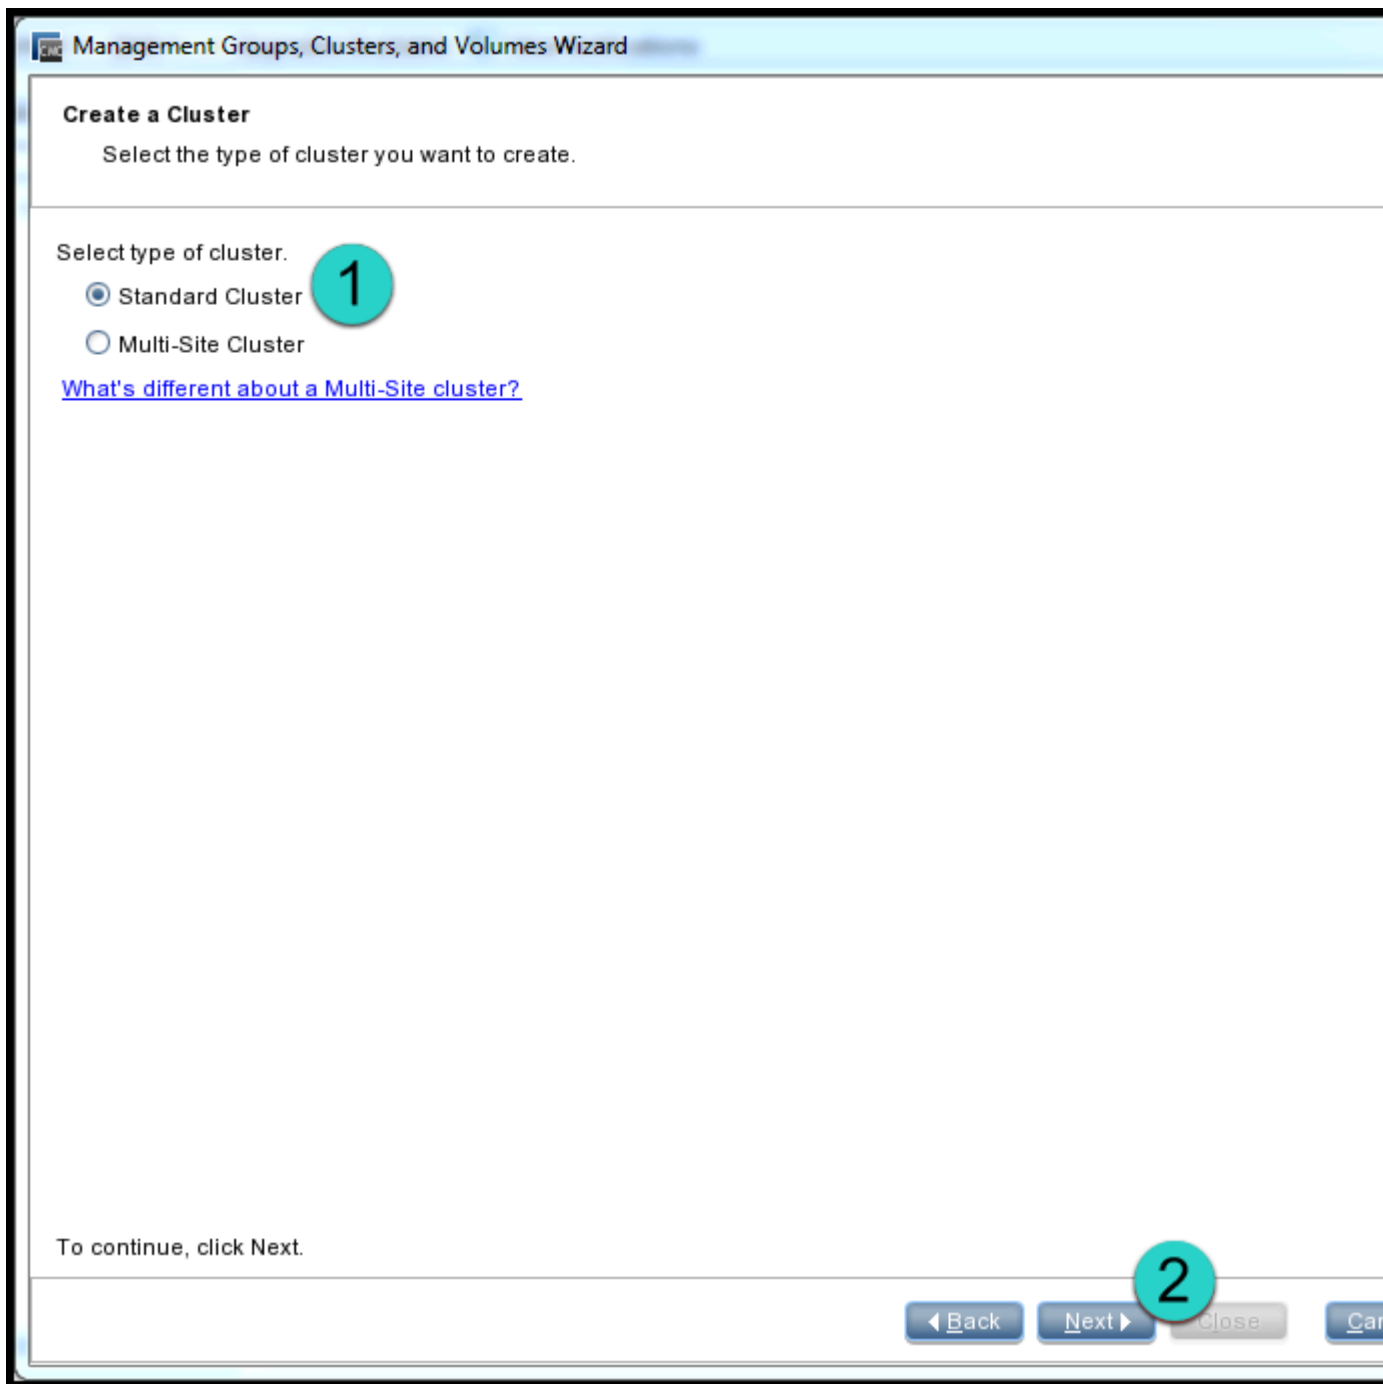 CMC
Management Groups, Clusters, and Volumes Wizard
Create a Cluster
Select the type of cluster you want to create.
Select type of cluster.
Standard Cluster
1
Multi-Site Cluster
What's different about a Multi-Site cluster?
To continue, click Next.
2
Back
Next
Close
Can